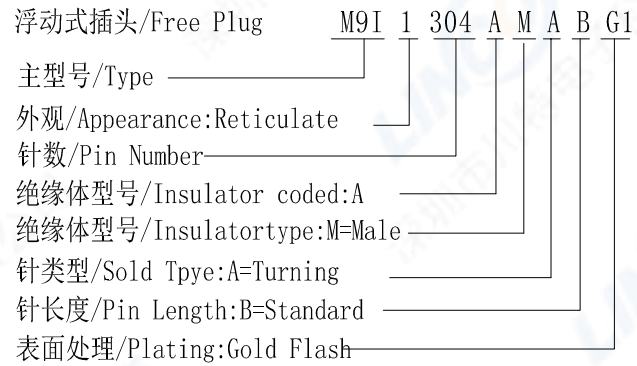 浮动式插头/Free Plug M9I 1 304 A M A B G1
主型号/Type
外观/Appearance:Reticulate
针数/Pin Number
绝缘体型号/Insulator coded:A
绝缘体型号/Insulatortype:M=Male
针类型/Sold Tpye:A=Turning
针长度/Pin Length:B=Standard
表面处理/Plating:Gold Flash